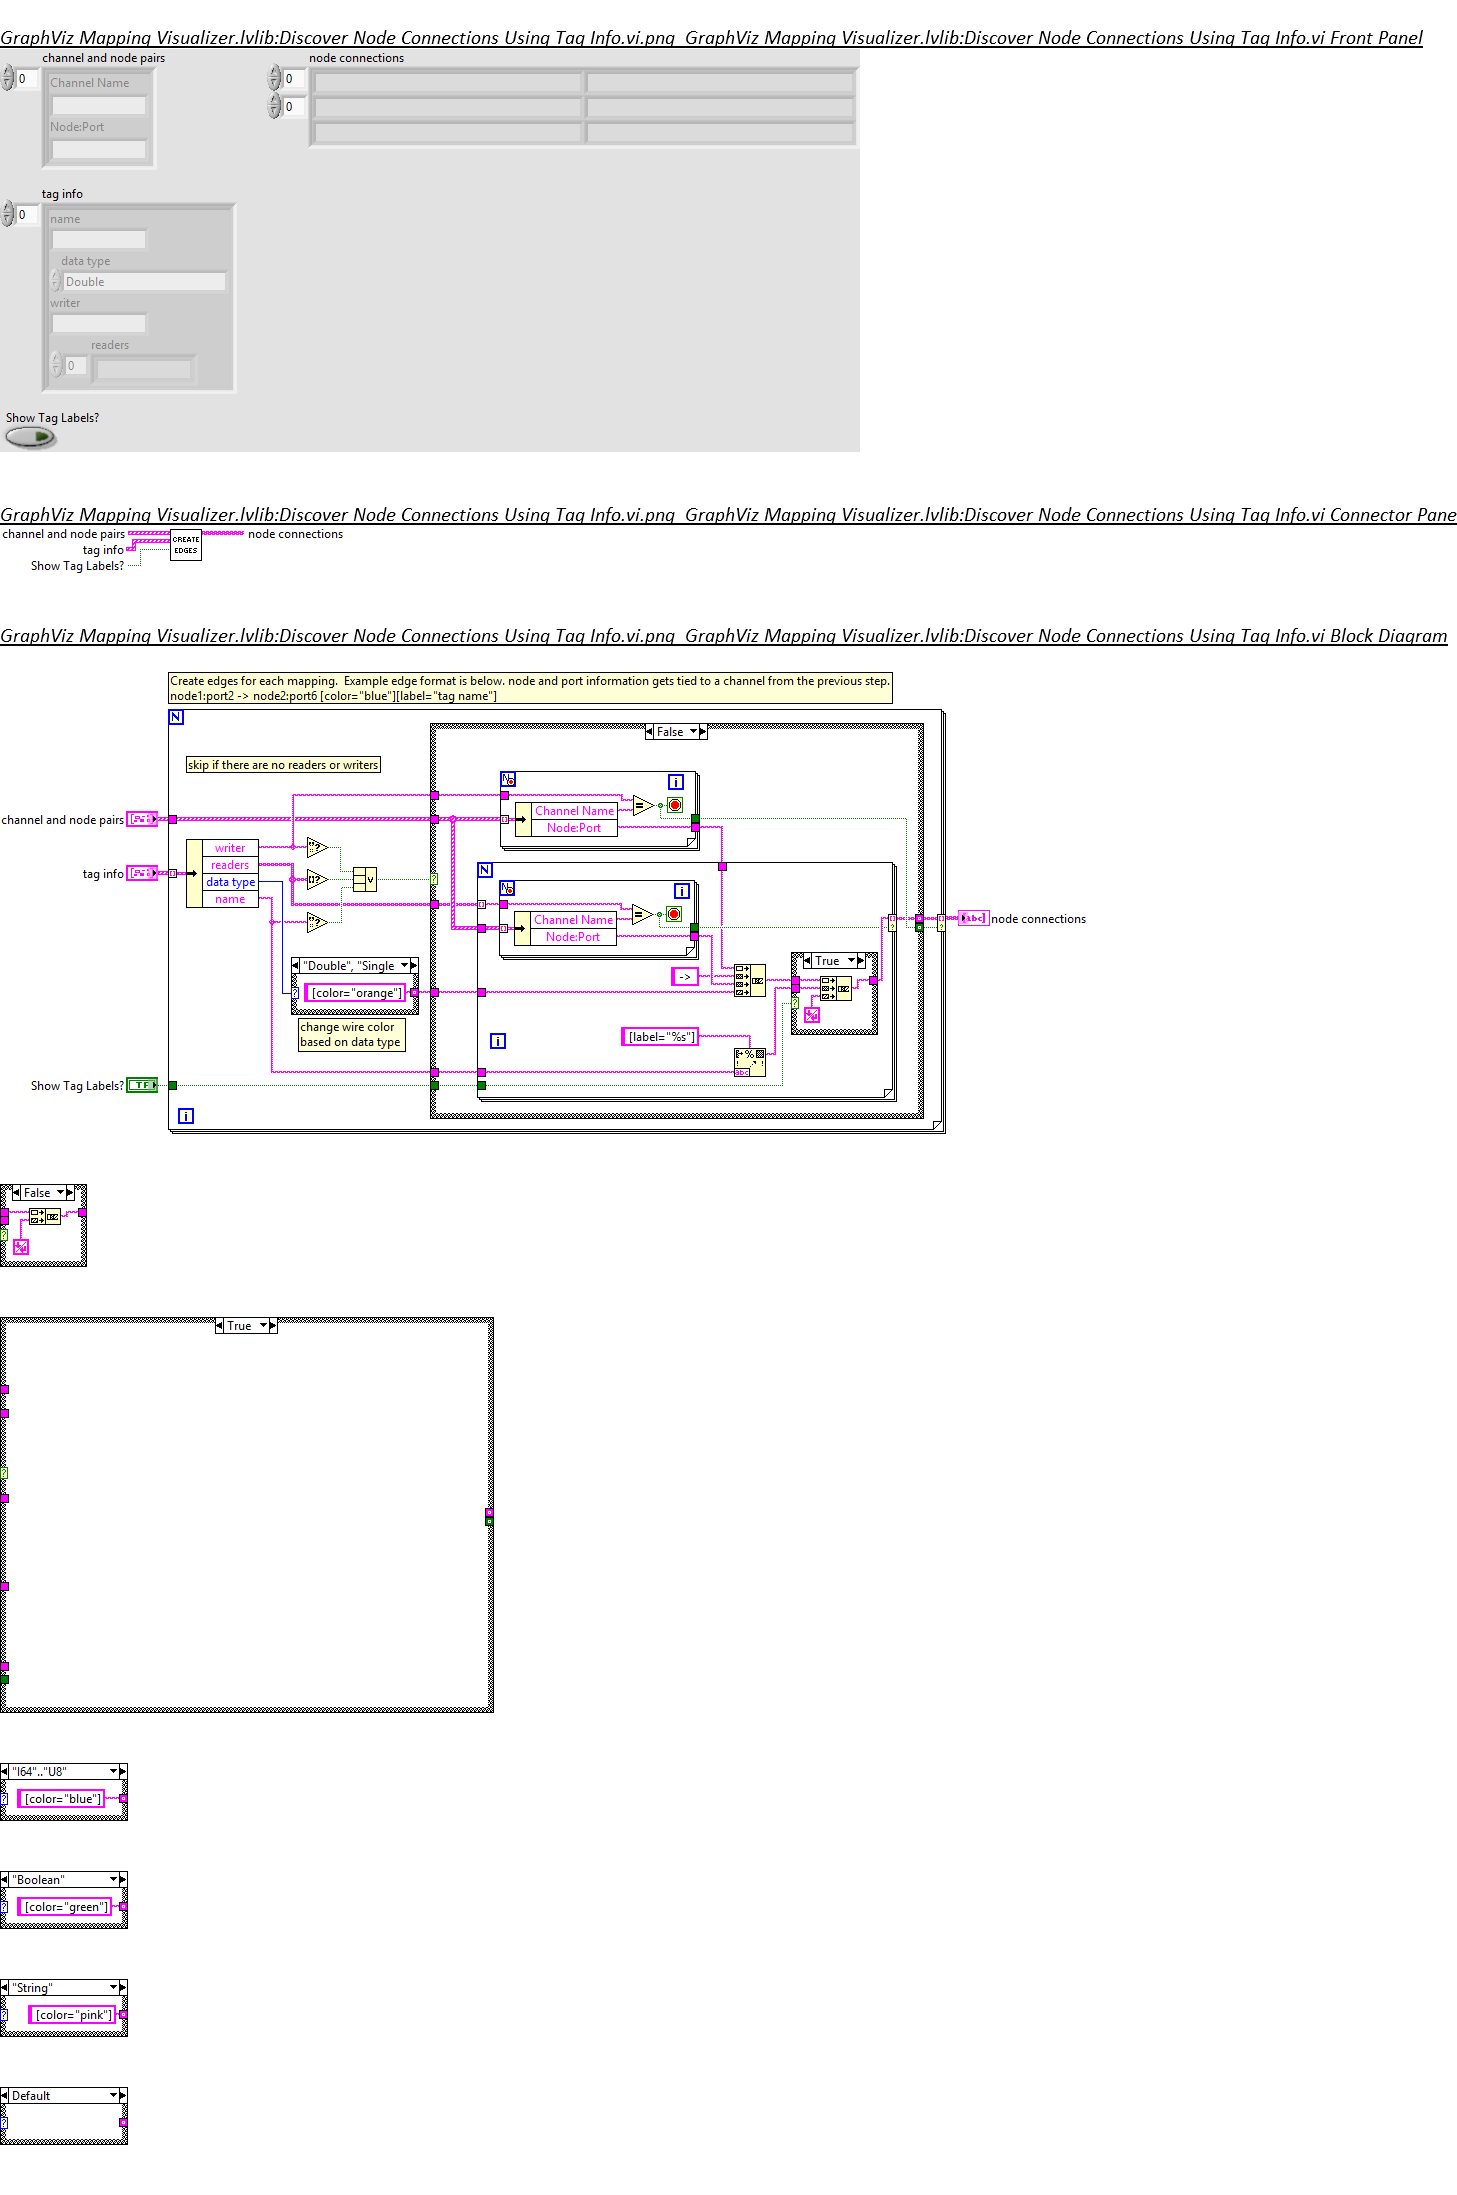 GraphViz Mapping Visualizer.lvlib:Discover Node Connections Using Tag Info.vi.png  GraphViz Mapping Visualizer.lvlib:Discover Node Connections Using Tag Info.vi Front Panel
channel and node pairs
node connections
0
Channel Name
Node:Port
0
0
tag info
0
name
data type
Double
writer
readers
0
Show Tag Labels?
GraphViz Mapping Visualizer.lvlib:Discover Node Connections Using Tag Info.vi.png  GraphViz Mapping Visualizer.lvlib:Discover Node Connections Using Tag Info.vi Connector Pane
channel and node pairs
tag info
Show Tag Labels?
CREATE
EDGES
node connections
GraphViz Mapping Visualizer.lvlib:Discover Node Connections Using Tag Info.vi.png  GraphViz Mapping Visualizer.lvlib:Discover Node Connections Using Tag Info.vi Block Diagram
Create edges for each mapping.  Example edge format is below. node and port information gets tied to a channel from the previous step.
node1:port2 -> node2:port6 [color="blue"][label="tag name"]
N
False
skip if there are no readers or writers
N
i
Channel Name
Node:Port
channel and node pairs
tag info
writer
readers
data type
name
N
N
i
Channel Name
Node:Port
abc
node connections
"Double", "Single
[color="orange"]
->
True
change wire color
based on data type
i
[label="%s"]
abc
Show Tag Labels?
TF
i
False
True
"I64".."U8"
[color="blue"]
"Boolean"
[color="green"]
"String"
[color="pink"]
Default